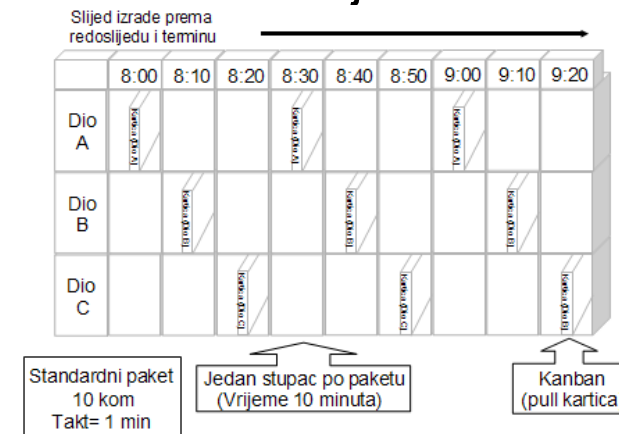 Slijed izrade prema
redoslijedu i terminu
8:00 8:10 8:20 8:30 8:40 8:50 9:00 9:10 9:20
Dio
A
Dio
B
Dio
C
Standardni paket
10 kom
Takt= 1 min
Jedan stupac po paketu
(Vrijeme 10 minuta)
Kanban
(pull kartica